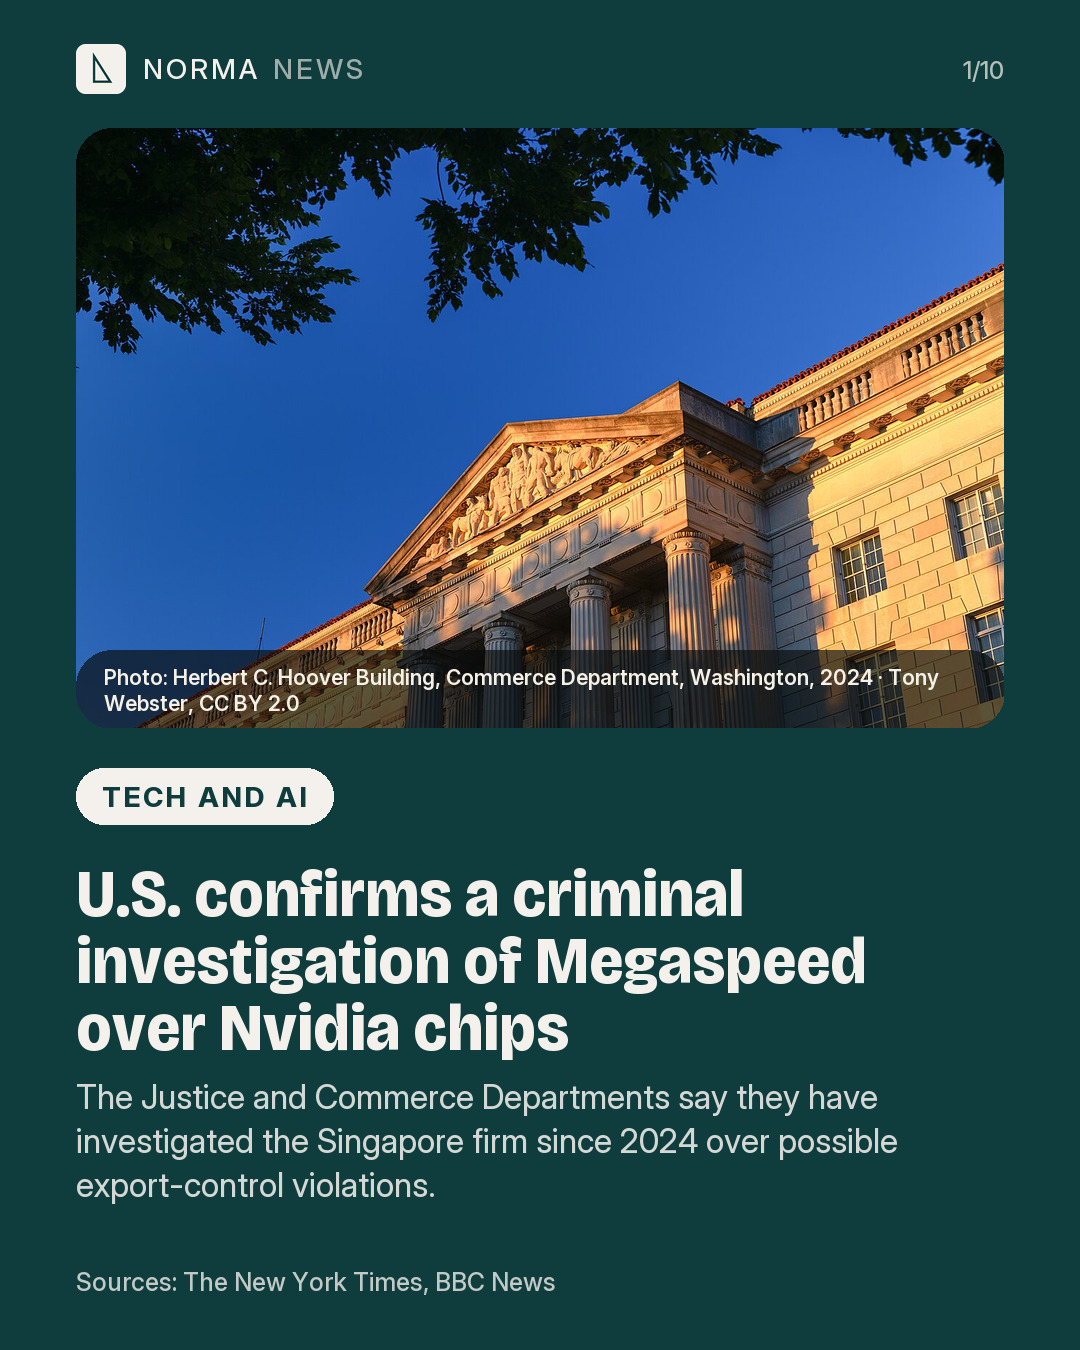 NORMA NEWS
1/10
Photo: Herbert C. Hoover Building, Commerce Department, Washington, 2024 · Tony
Webster, CC BY 2.0
TECH AND AI
U.S. confirms a criminal
investigation of Megaspeed
over Nvidia chips
The Justice and Commerce Departments say they have
investigated the Singapore firm since 2024 over possible
export-control violations.
Sources: The New York Times, BBC News